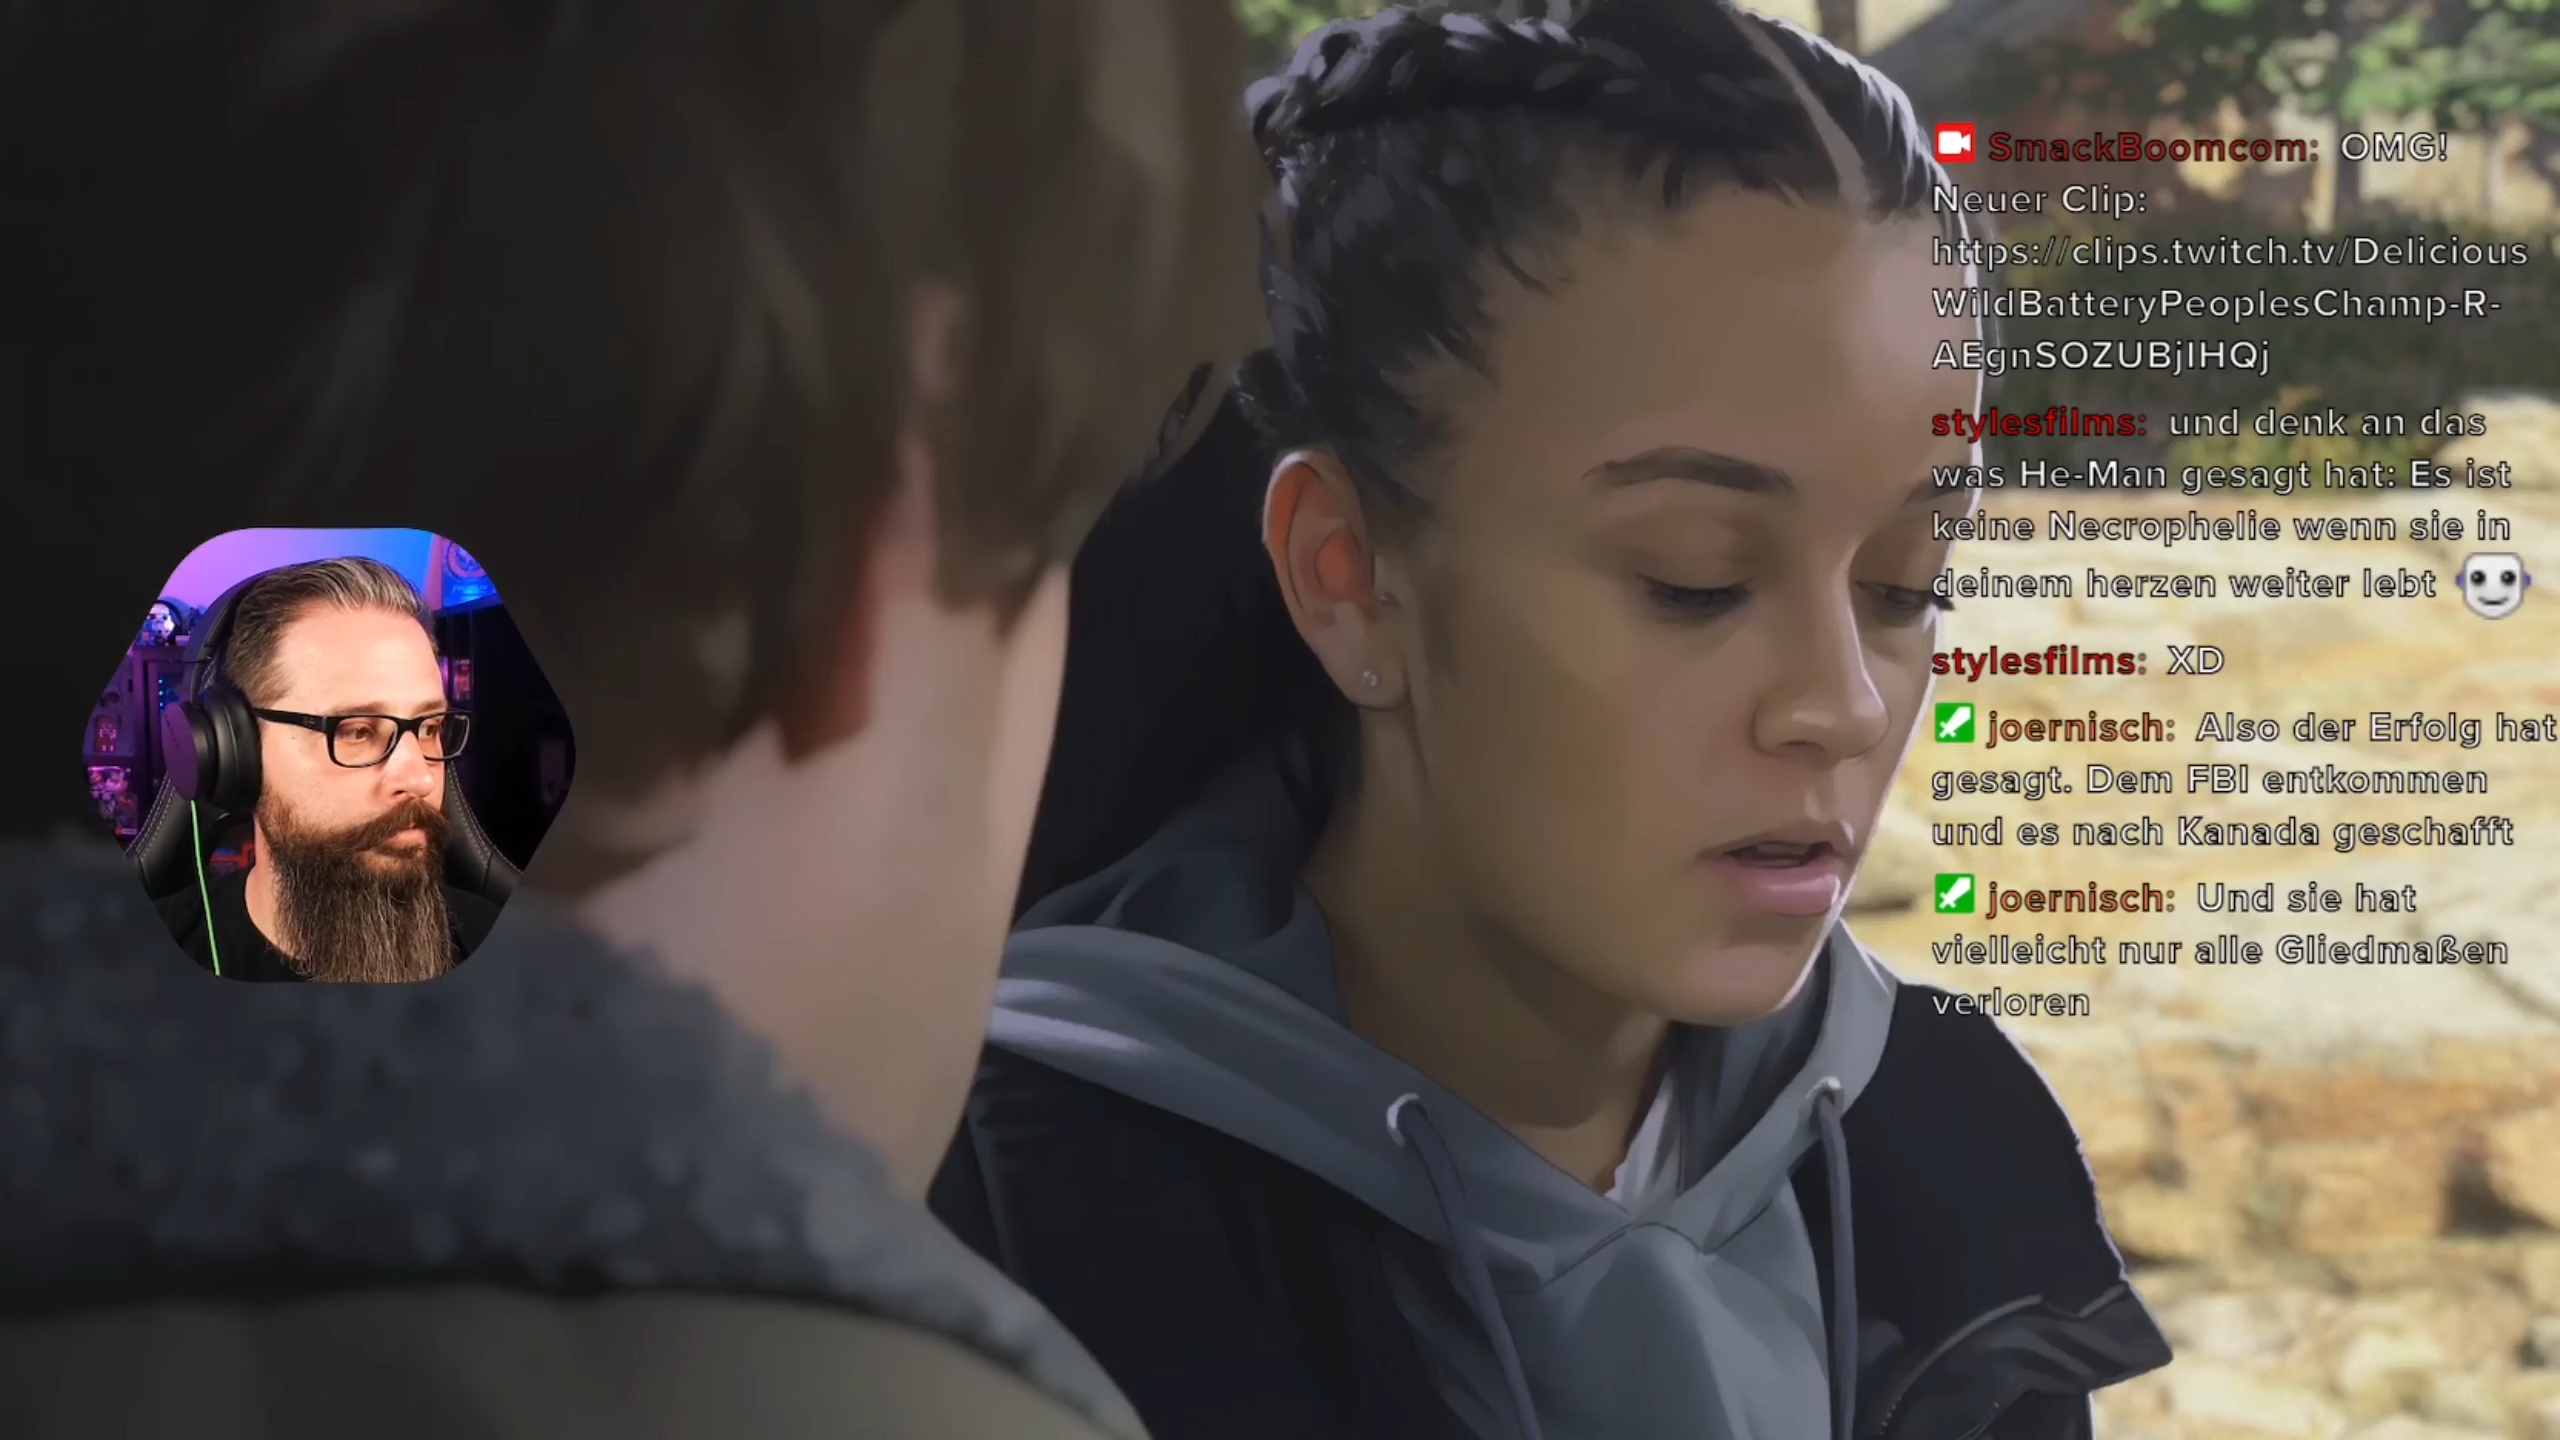 SmackBoomcom: OMG!
Neuer Clip:
https://clips.twitch.tv/Delicious
WildBatteryPeoplesChamp-R-
AEgnSOZUBjIHQj
stylesfilms: und denk an das
was He-Man gesagt hat: Es ist
keine Necrophelie wenn sie in
deinem herzen weiter lebt
stylesfilms: XD
joernisch: Also der Erfolg hat
gesagt. Dem FBI entkommen
und es nach Kanada geschafft
joernisch: Und sie hat
vielleicht nur alle Gliedmaßen
verloren